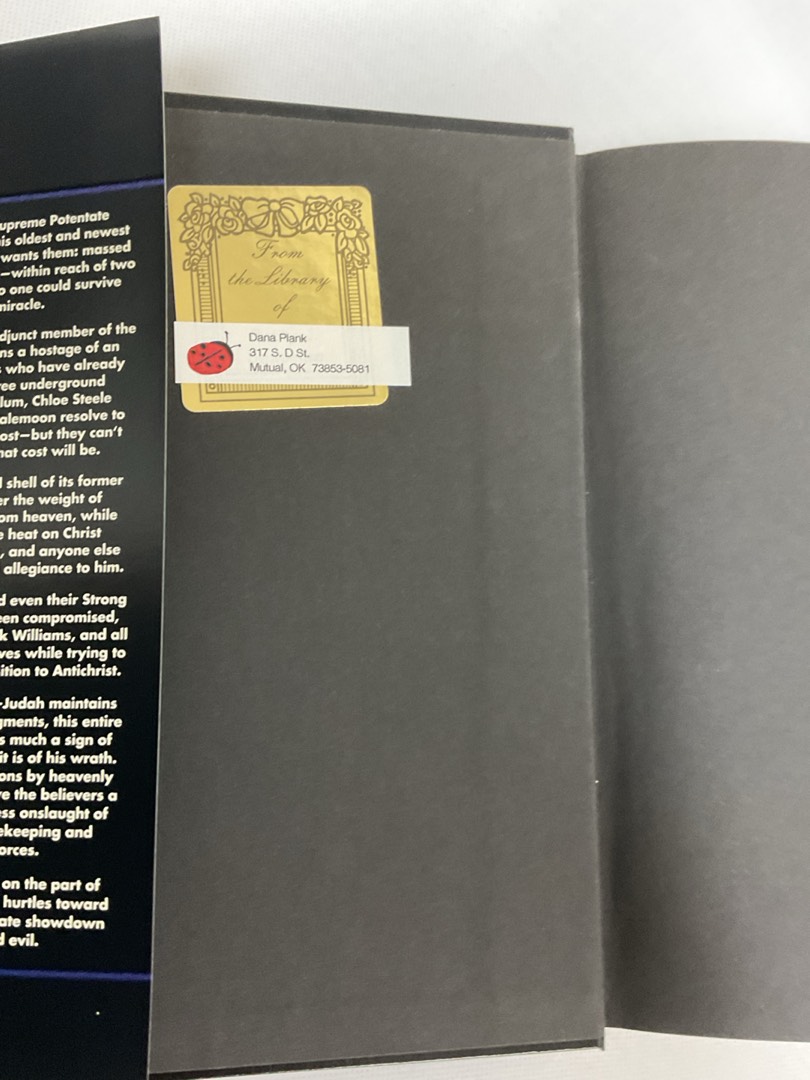 upreme Potentate
is oldest and newest
wants them: massed
—within reach of two
o one could survive
miracle.
djunct member of the
ns a hostage of an
s who have already
ree underground
lum, Chloe Steele
alemoon resolve to
ost—but they can't
hat cost will be.
l shell of its former
er the weight of
om heaven, while
e heat on Christ
, and anyone else
allegiance to him.
d even their Strong
een compromised,
k Williams, and all
ves while trying to
ition to Antichrist.
-Judah maintains
gments, this entire
s much a sign of
it is of his wrath.
ons by heavenly
re the believers a
ess onslaught of
ekeeping and
orces.
on the part of
hurtles toward
ate showdown
d evil.
From
the Library
of
Dana Plank
317 S. D St.
Mutual, OK 73853-5081